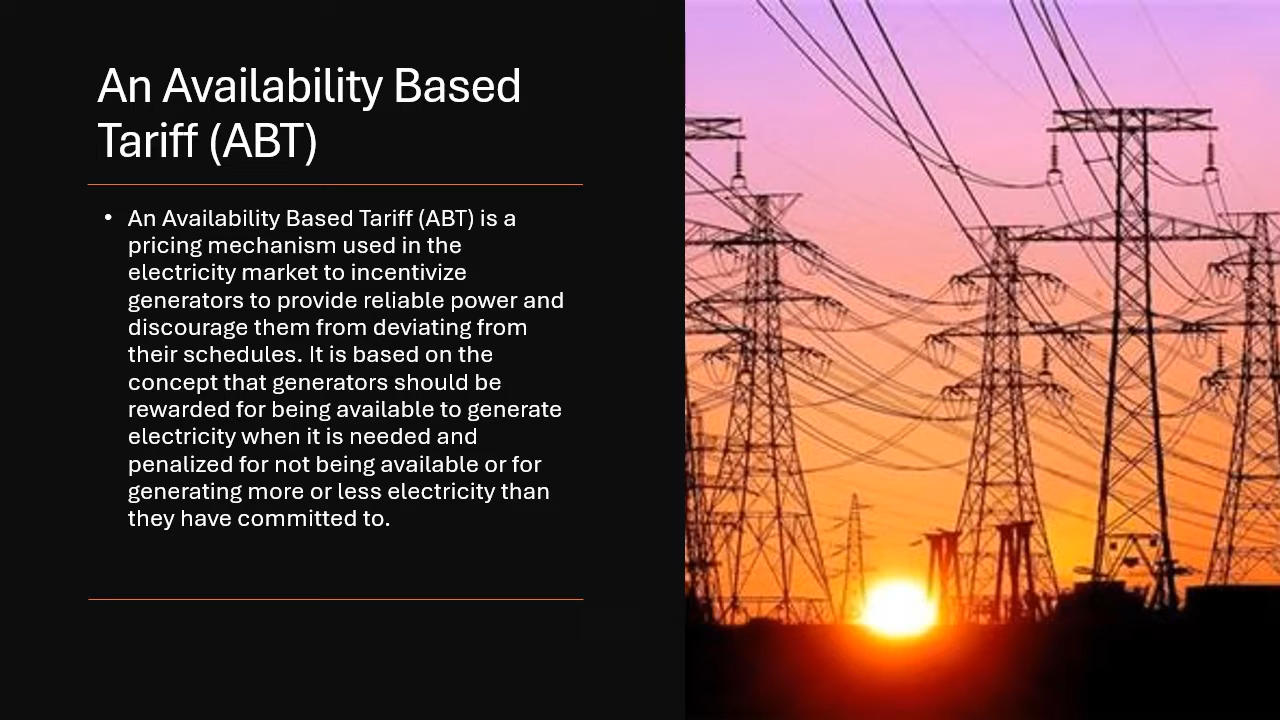 An Availability Based
Tariff (ABT)
• An Availability Based Tariff (ABT) is a
pricing mechanism used in the
electricity market to incentivize
generators to provide reliable power and
discourage them from deviating from
their schedules. It is based on the
concept that generators should be
rewarded for being available to generate
electricity when it is needed and
penalized for not being available or for
generating more or less electricity than
they have committed to.